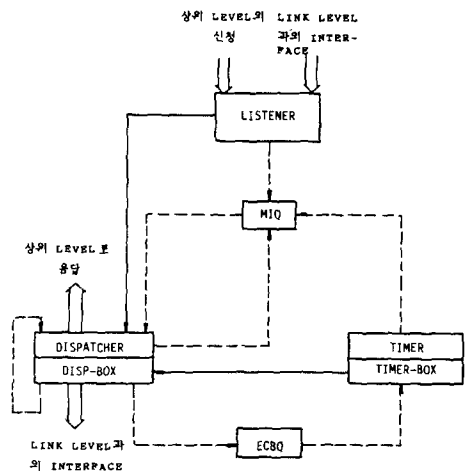 상위 LEVEL의
신청
LINK LEVEL
과의 INTER-
FACE
LISTENER
MIQ
상위 LEVEL로
응답
DISPATCHER
DISP-BOX
TIMER
TIMER-BOX
ECBQ
LINK LEVEL과
의 INTERFACE